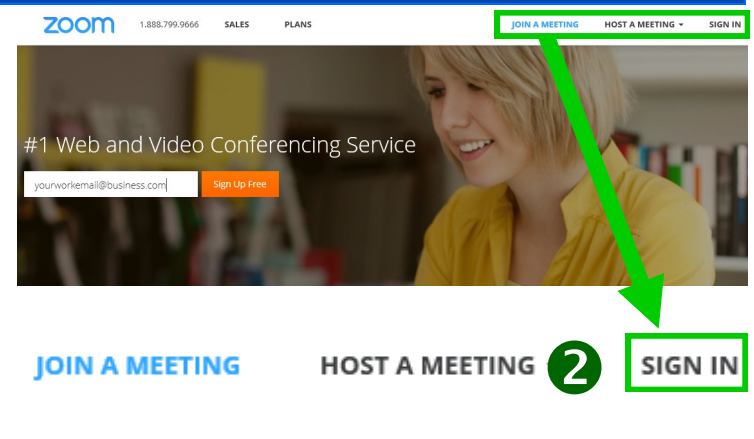 zoom 1.888.799.9666 SALES PLANS JOIN A MEETING HOST A MEETING SIGN IN
#1 Web and Video Conferencing Service
yourworkemail@business.com Sign Up Free
JOIN A MEETING HOST A MEETING 2 SIGN IN